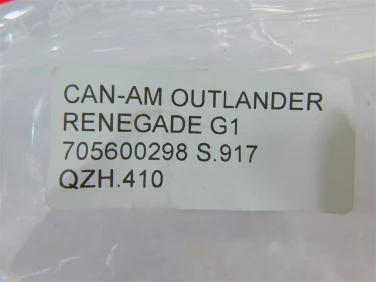 CAN-AM OUTLANDER
RENEGADE G1
705600298 S.917
QZH.410